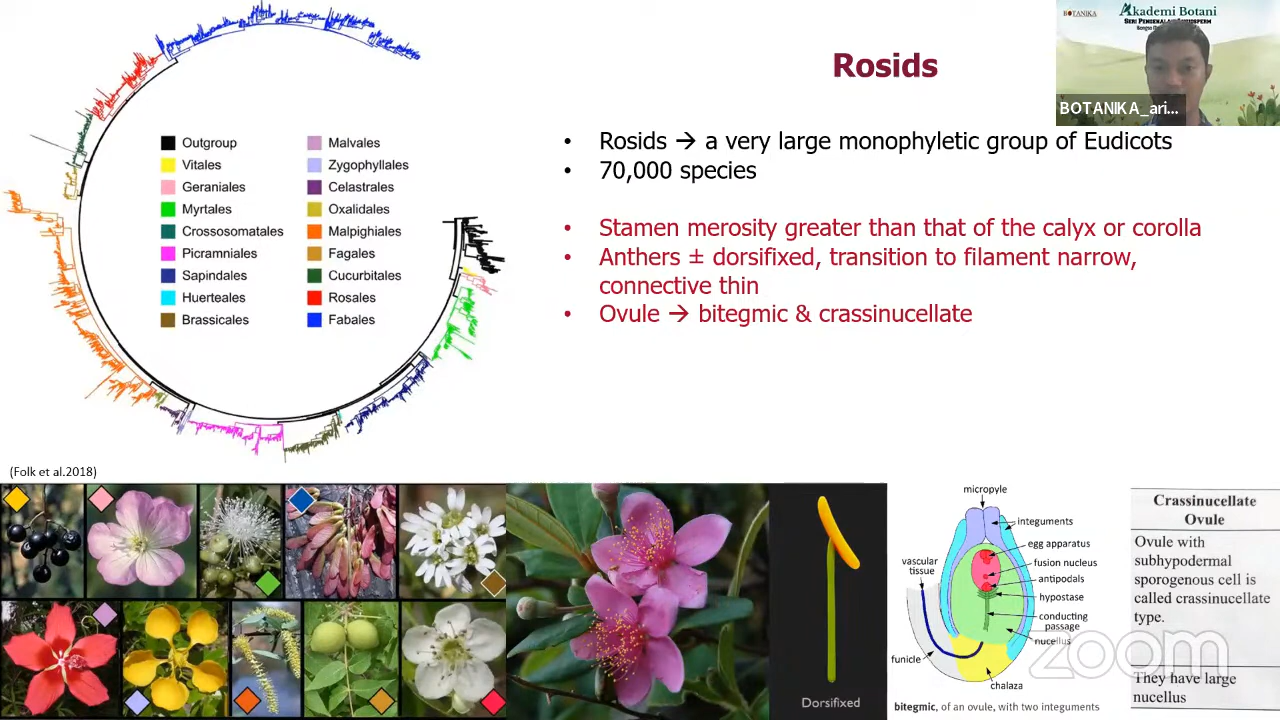 BOTANIKA
Akademi Botani
BOTANIKA_ari...
Rosids
• Rosids → a very large monophyletic group of Eudicots
• 70,000 species
• Stamen merosity greater than that of the calyx or corolla
• Anthers ± dorsifixed, transition to filament narrow,
connective thin
• Ovule → bitegmic & crassinucellate
Outgroup
Vitales
Geraniales
Myrtales
Crossosomatales
Picramniales
Sapindales
Huerteales
Brassicales
Malvales
Zygophyllales
Celastrales
Oxalidales
Malpighiales
Fagales
Cucurbitales
Rosales
Fabales
(Folk et al.2018)
Dorsifixed
micropyle
integuments
egg apparatus
fusion nucleus
antipodals
hypostase
conducting
passage
nucellus
vascular
tissue
funicle
chalaza
bitegmic, of an ovule, with two integuments
Crassinucellate
Ovule
Ovule with
subhypodermal
sporogenous cell is
called crassinucellate
type.
They have large
nucellus
zoom